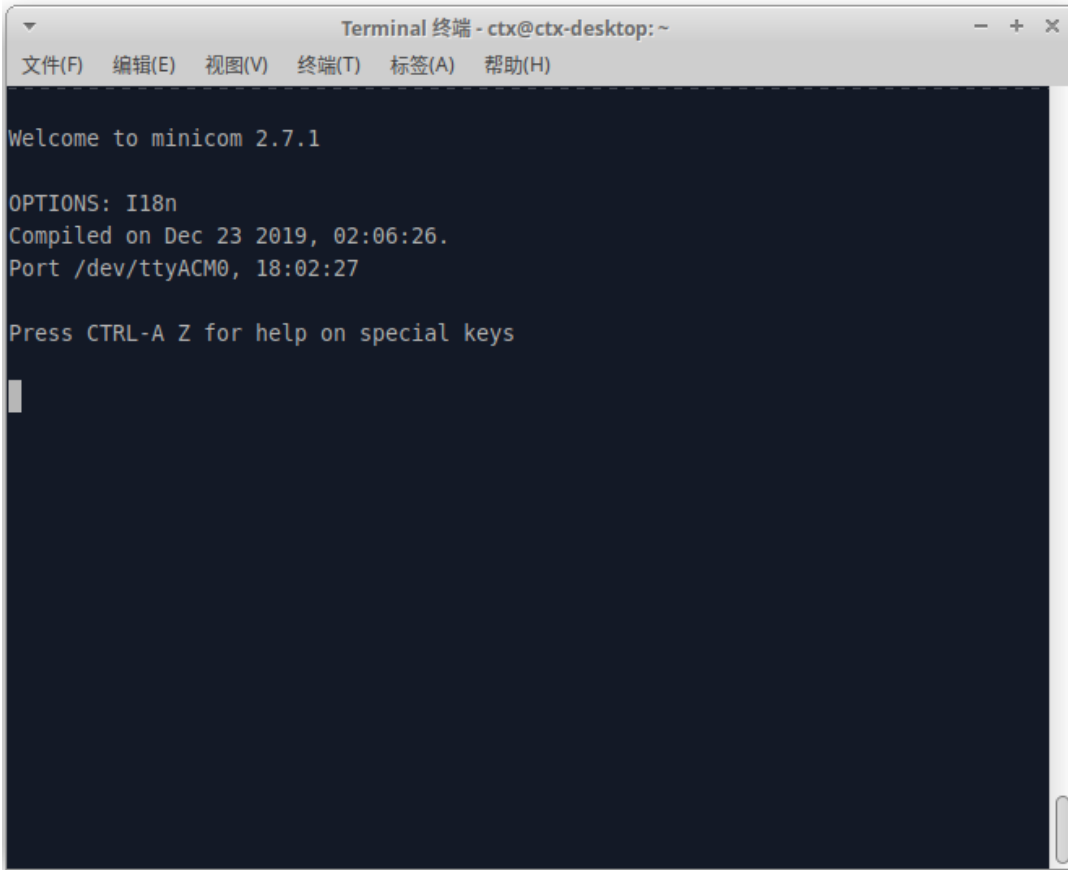 Terminal 终端 - ctx@ctx-desktop: ~
文件(F) 编辑(E) 视图(V) 终端(T) 标签(A) 帮助(H)
Welcome to minicom 2.7.1
OPTIONS: I18n
Compiled on Dec 23 2019, 02:06:26.
Port /dev/ttyACM0, 18:02:27
Press CTRL-A Z for help on special keys